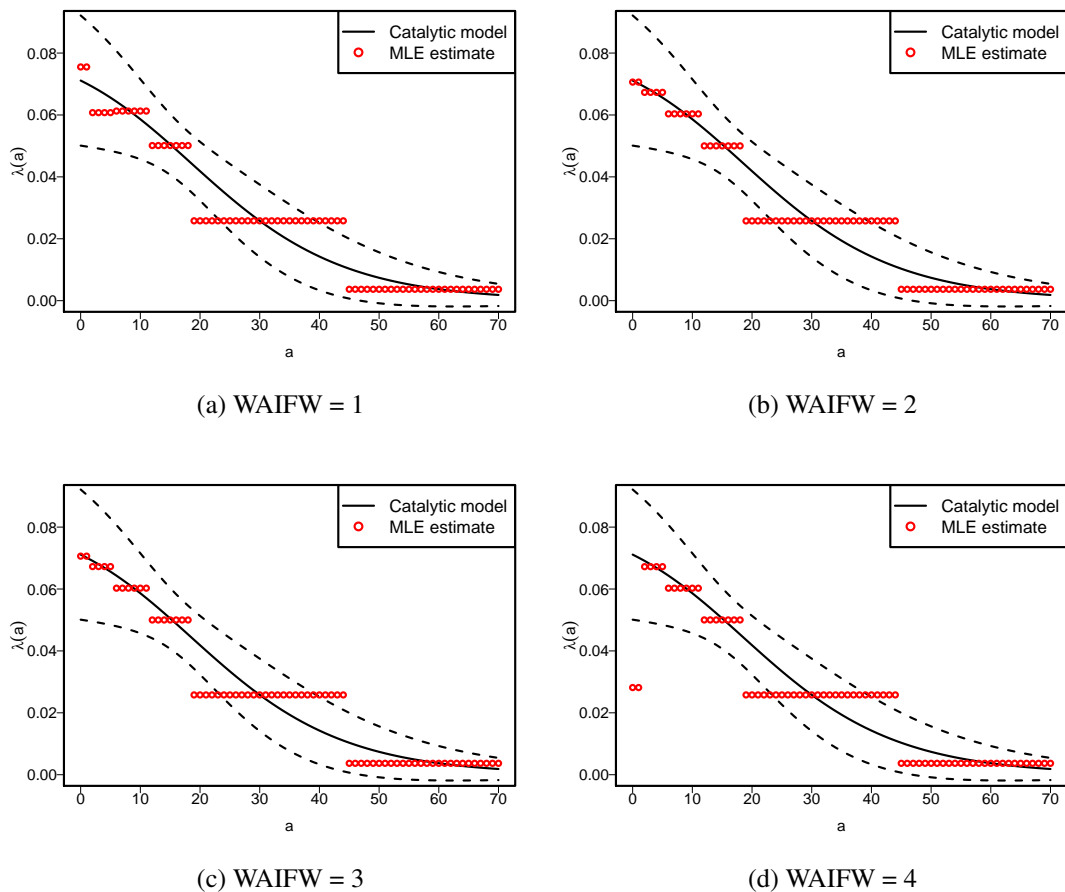 Catalytic model
MLE estimate
λ(a)
0.08
0.06
0.04
0.02
0.00
0 10 20 30 40 50 60 70
a
(a) WAIFW = 1
Catalytic model
MLE estimate
λ(a)
0.08
0.06
0.04
0.02
0.00
0 10 20 30 40 50 60 70
a
(b) WAIFW = 2
Catalytic model
MLE estimate
λ(a)
0.08
0.06
0.04
0.02
0.00
0 10 20 30 40 50 60 70
a
(c) WAIFW = 3
Catalytic model
MLE estimate
λ(a)
0.08
0.06
0.04
0.02
0.00
0 10 20 30 40 50 60 70
a
(d) WAIFW = 4